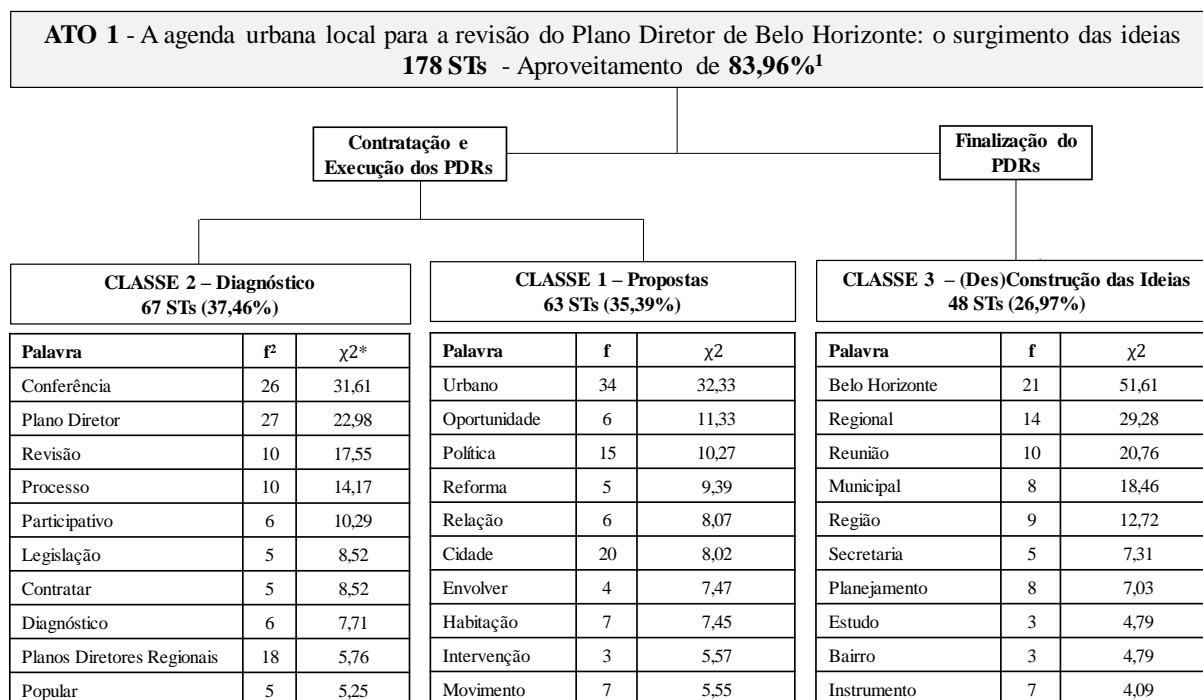 ATO 1 - A agenda urbana local para a revisão do Plano Diretor de Belo Horizonte: o surgimento das ideias
178 STs - Aproveitamento de 83,96%¹
Contratação e
Execução dos PDRs
Finalização do
PDRs
CLASSE 2 – Diagnóstico
67 STs (37,46%)
Palavra f² χ2*
Conferência 26 31,61
Plano Diretor 27 22,98
Revisão 10 17,55
Processo 10 14,17
Participativo 6 10,29
Legislação 5 8,52
Contratar 5 8,52
Diagnóstico 6 7,71
Planos Diretores Regionais 18 5,76
Popular 5 5,25
CLASSE 1 – Propostas
63 STs (35,39%)
Palavra f χ2
Urbano 34 32,33
Oportunidade 6 11,33
Política 15 10,27
Reforma 5 9,39
Relação 6 8,07
Cidade 20 8,02
Envolver 4 7,47
Habitação 7 7,45
Intervenção 3 5,57
Movimento 7 5,55
CLASSE 3 – (Des)Construção das Ideias
48 STs (26,97%)
Palavra f χ2
Belo Horizonte 21 51,61
Regional 14 29,28
Reunião 10 20,76
Municipal 8 18,46
Região 9 12,72
Secretaria 5 7,31
Planejamento 8 7,03
Estudo 3 4,79
Bairro 3 4,79
Instrumento 7 4,09